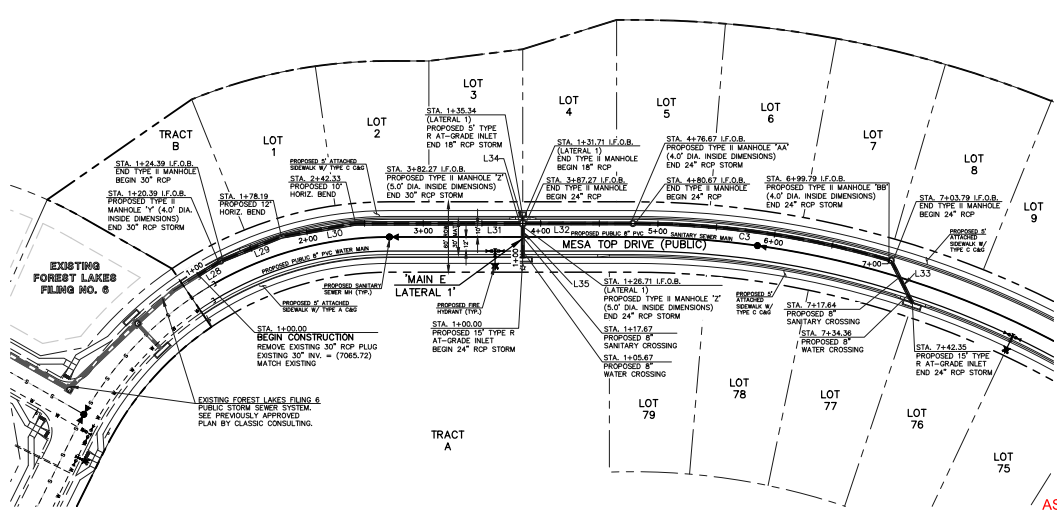 TRACT
B
LOT
1
LOT
2
LOT
3
LOT
4
LOT
5
LOT
6
LOT
7
LOT
8
LOT
9
STA. 1+24.39 I.F.O.B.
END TYPE II MANHOLE
BEGIN 30" RCP
STA. 1+20.39 I.F.O.B.
PROPOSED TYPE II
MANHOLE 'Y' (4.0' DIA.
INSIDE DIMENSIONS)
END 30" RCP STORM
STA. 1+78.19
PROPOSED 12°
HORIZ. BEND
PROPOSED 5' ATTACHED
SIDEWALK W/ TYPE C C&G
STA. 2+42.33
PROPOSED 10°
HORIZ. BEND
STA. 1+35.34
(LATERAL 1)
PROPOSED 5' TYPE
R AT-GRADE INLET
END 18" RCP STORM
L34
STA. 3+82.27 I.F.O.B.
PROPOSED TYPE II MANHOLE 'Z'
(5.0' DIA. INSIDE DIMENSIONS)
END 30" RCP STORM
STA. 1+31.71 I.F.O.B.
(LATERAL 1)
END TYPE II MANHOLE
BEGIN 18" RCP
STA. 3+87.27 I.F.O.B.
END TYPE II MANHOLE
BEGIN 24" RCP
STA. 4+76.67 I.F.O.B.
PROPOSED TYPE II MANHOLE 'AA'
(4.0' DIA. INSIDE DIMENSIONS)
END 24" RCP STORM
STA. 4+80.67 I.F.O.B.
END TYPE II MANHOLE
BEGIN 24" RCP
STA. 6+99.79 I.F.O.B.
PROPOSED TYPE II MANHOLE 'BB'
(4.0' DIA. INSIDE DIMENSIONS)
END 24" RCP STORM
STA. 7+03.79 I.F.O.B.
END TYPE II MANHOLE
BEGIN 24" RCP
PROPOSED 5'
ATTACHED
SIDEWALK W/
TYPE C C&G
EXISTING
FOREST LAKES
FILING NO. 6
1+00
L28
L29
2+00
L30
3+00
L31
4+00
L32
5+00
C3
6+00
7+00
L33
PROPOSED PUBLIC 8" PVC WATER MAIN
PROPOSED PUBLIC 8" PVC SANITARY SEWER MAIN
MESA TOP DRIVE (PUBLIC)
12'
1+00
'MAIN E
LATERAL 1'
L35
PROPOSED SANITARY
SEWER MH (TYP.)
PROPOSED FIRE
HYDRANT (TYP.)
PROPOSED 5' ATTACHED
SIDEWALK W/ TYPE A C&G
STA. 1+00.00
BEGIN CONSTRUCTION
REMOVE EXISTING 30" RCP PLUG
EXISTING 30" INV. = (7065.72)
MATCH EXISTING
STA. 1+00.00
PROPOSED 15' TYPE R
AT-GRADE INLET
BEGIN 24" RCP STORM
STA. 1+26.71 I.F.O.B.
(LATERAL 1)
PROPOSED TYPE II MANHOLE 'Z'
(5.0' DIA. INSIDE DIMENSIONS)
END 24" RCP STORM
STA. 1+17.67
PROPOSED 8"
SANITARY CROSSING
STA. 1+05.67
PROPOSED 8"
WATER CROSSING
PROPOSED 5'
ATTACHED
SIDEWALK W/
TYPE C C&G
STA. 7+17.64
PROPOSED 8"
SANITARY CROSSING
STA. 7+34.36
PROPOSED 8"
WATER CROSSING
STA. 7+42.35
PROPOSED 15' TYPE
R AT-GRADE INLET
END 24" RCP STORM
EXISTING FOREST LAKES FILING 6
PUBLIC STORM SEWER SYSTEM.
SEE PREVIOUSLY APPROVED
PLAN BY CLASSIC CONSULTING.
TRACT
A
LOT
79
LOT
78
LOT
77
LOT
76
LOT
75
AS